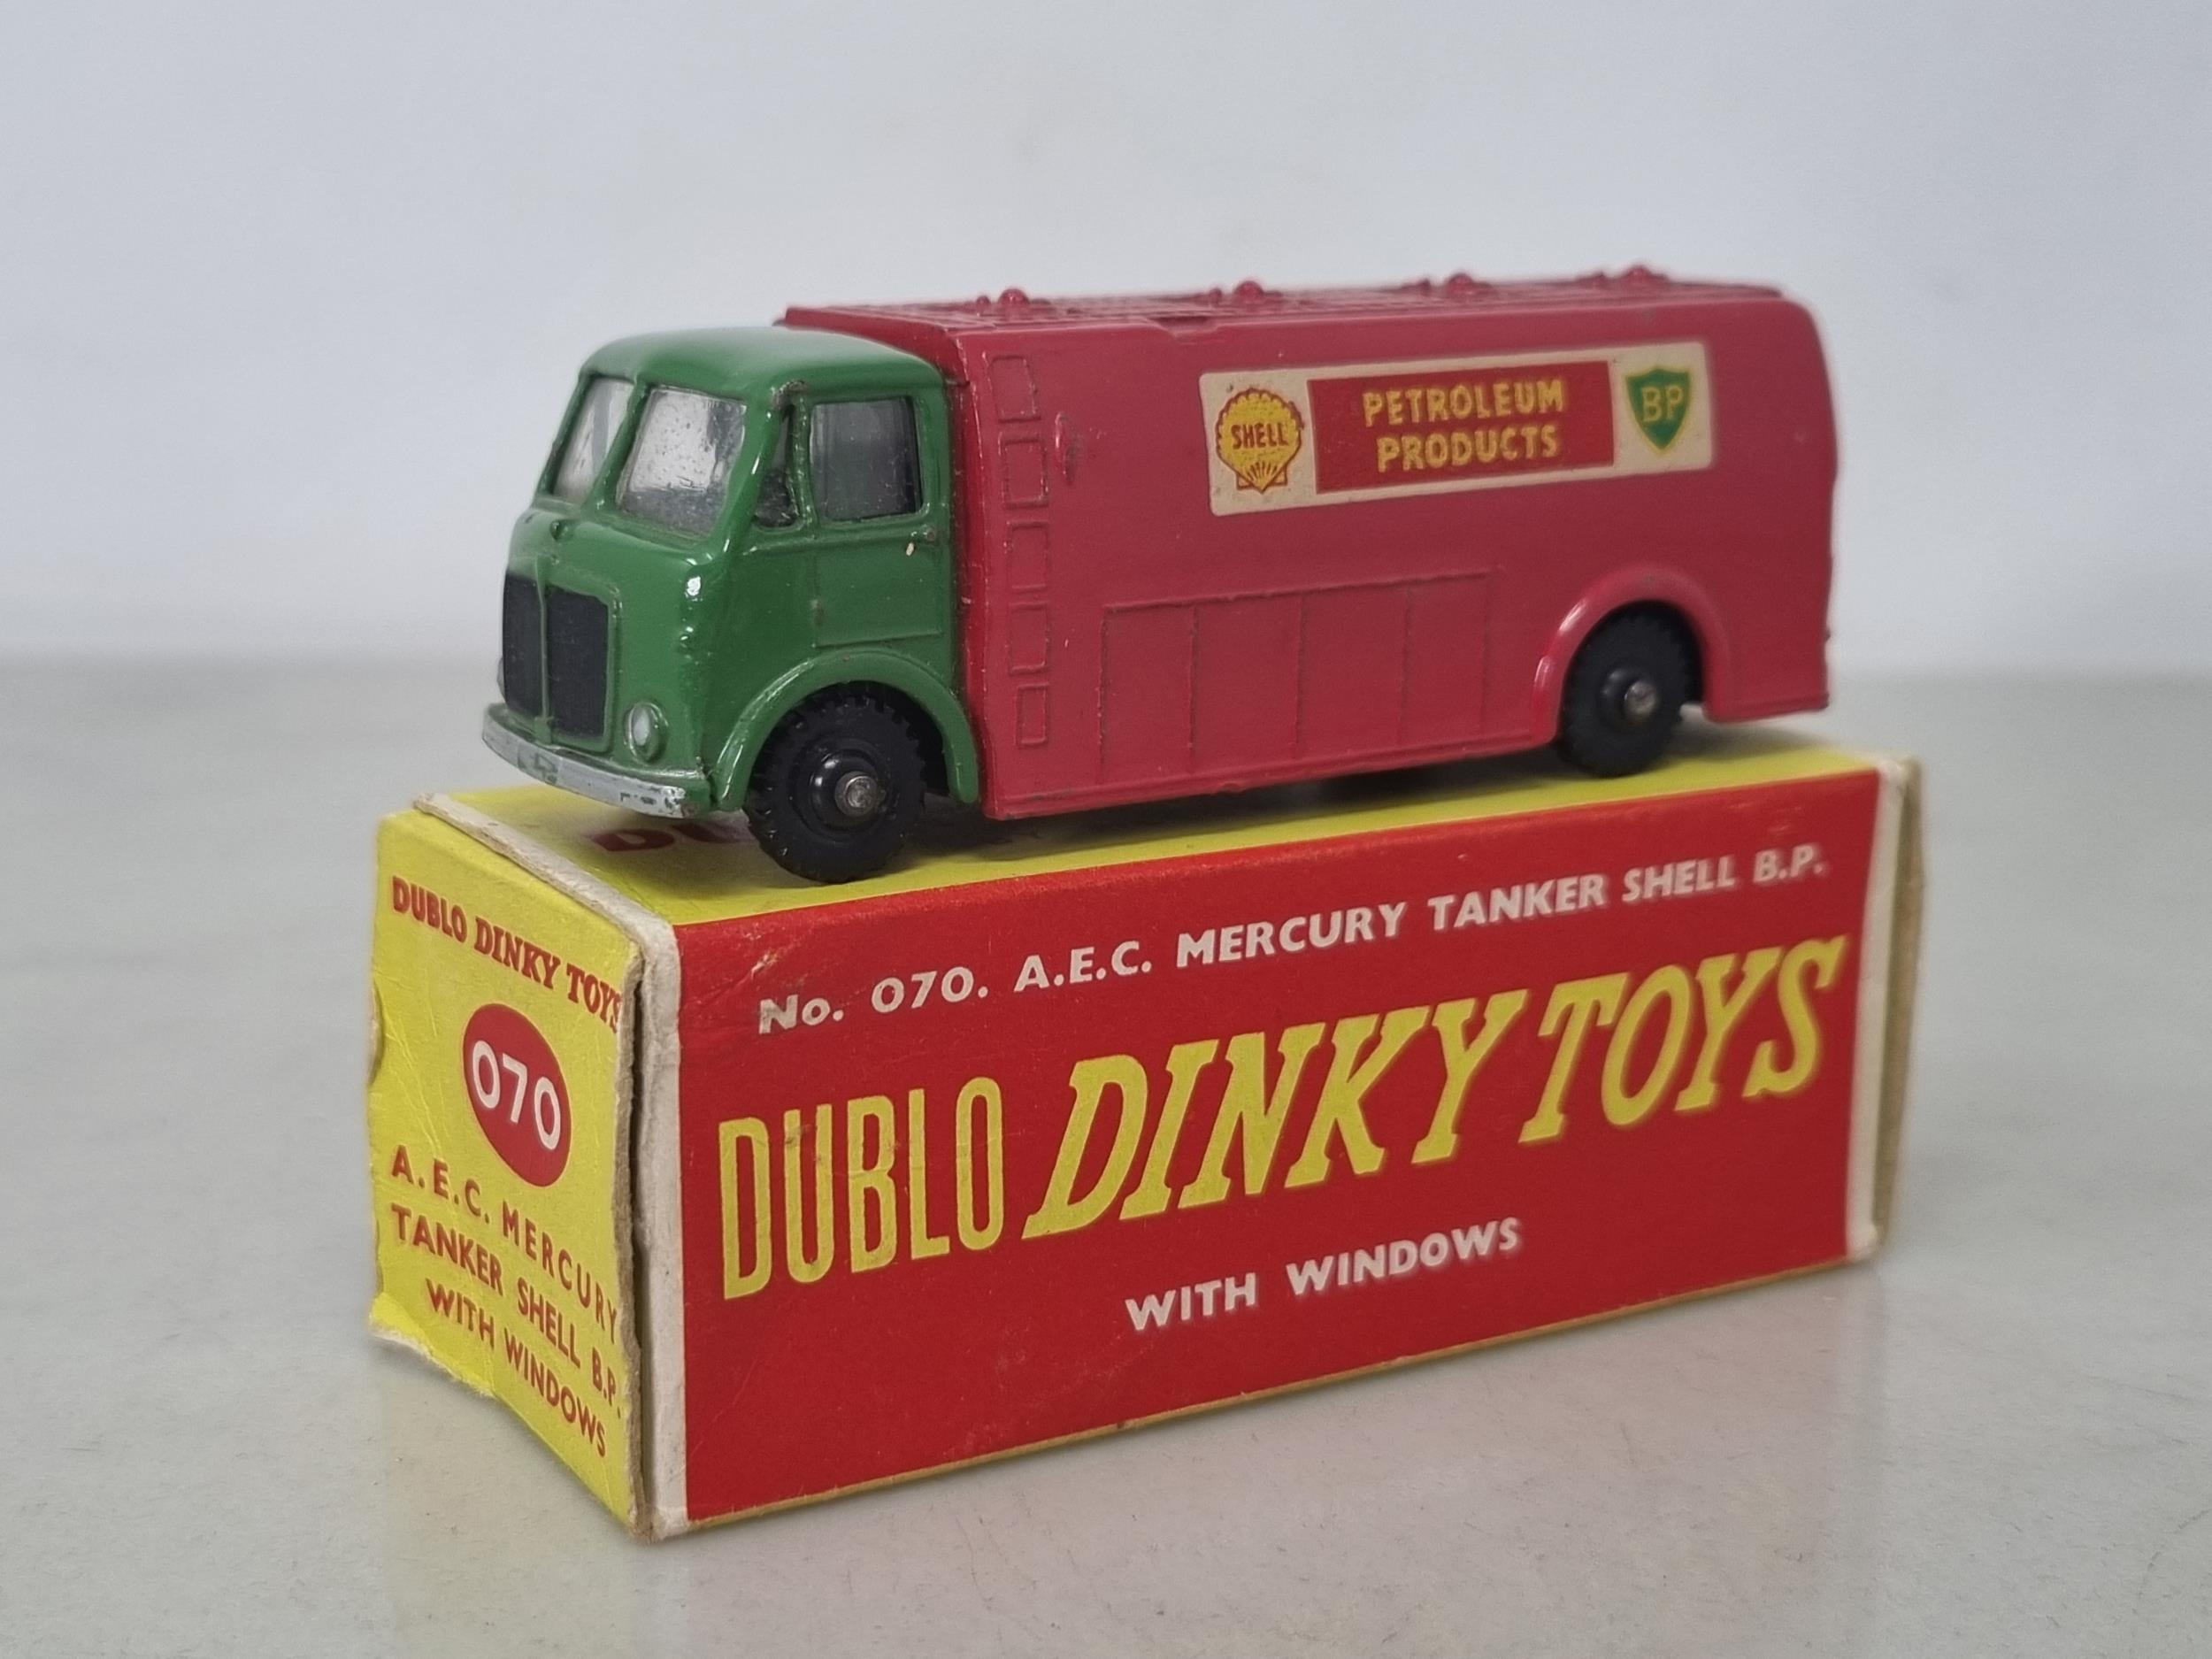 SHELL
PETROLEUM
PRODUCTS
BP
No. 070. A.E.C. MERCURY TANKER SHELL B.P.
DUBLO DINKY TOYS
WITH WINDOWS
DUBLO DINKY TOYS
070
A.E.C. MERCURY
TANKER SHELL B.P.
WITH WINDOWS